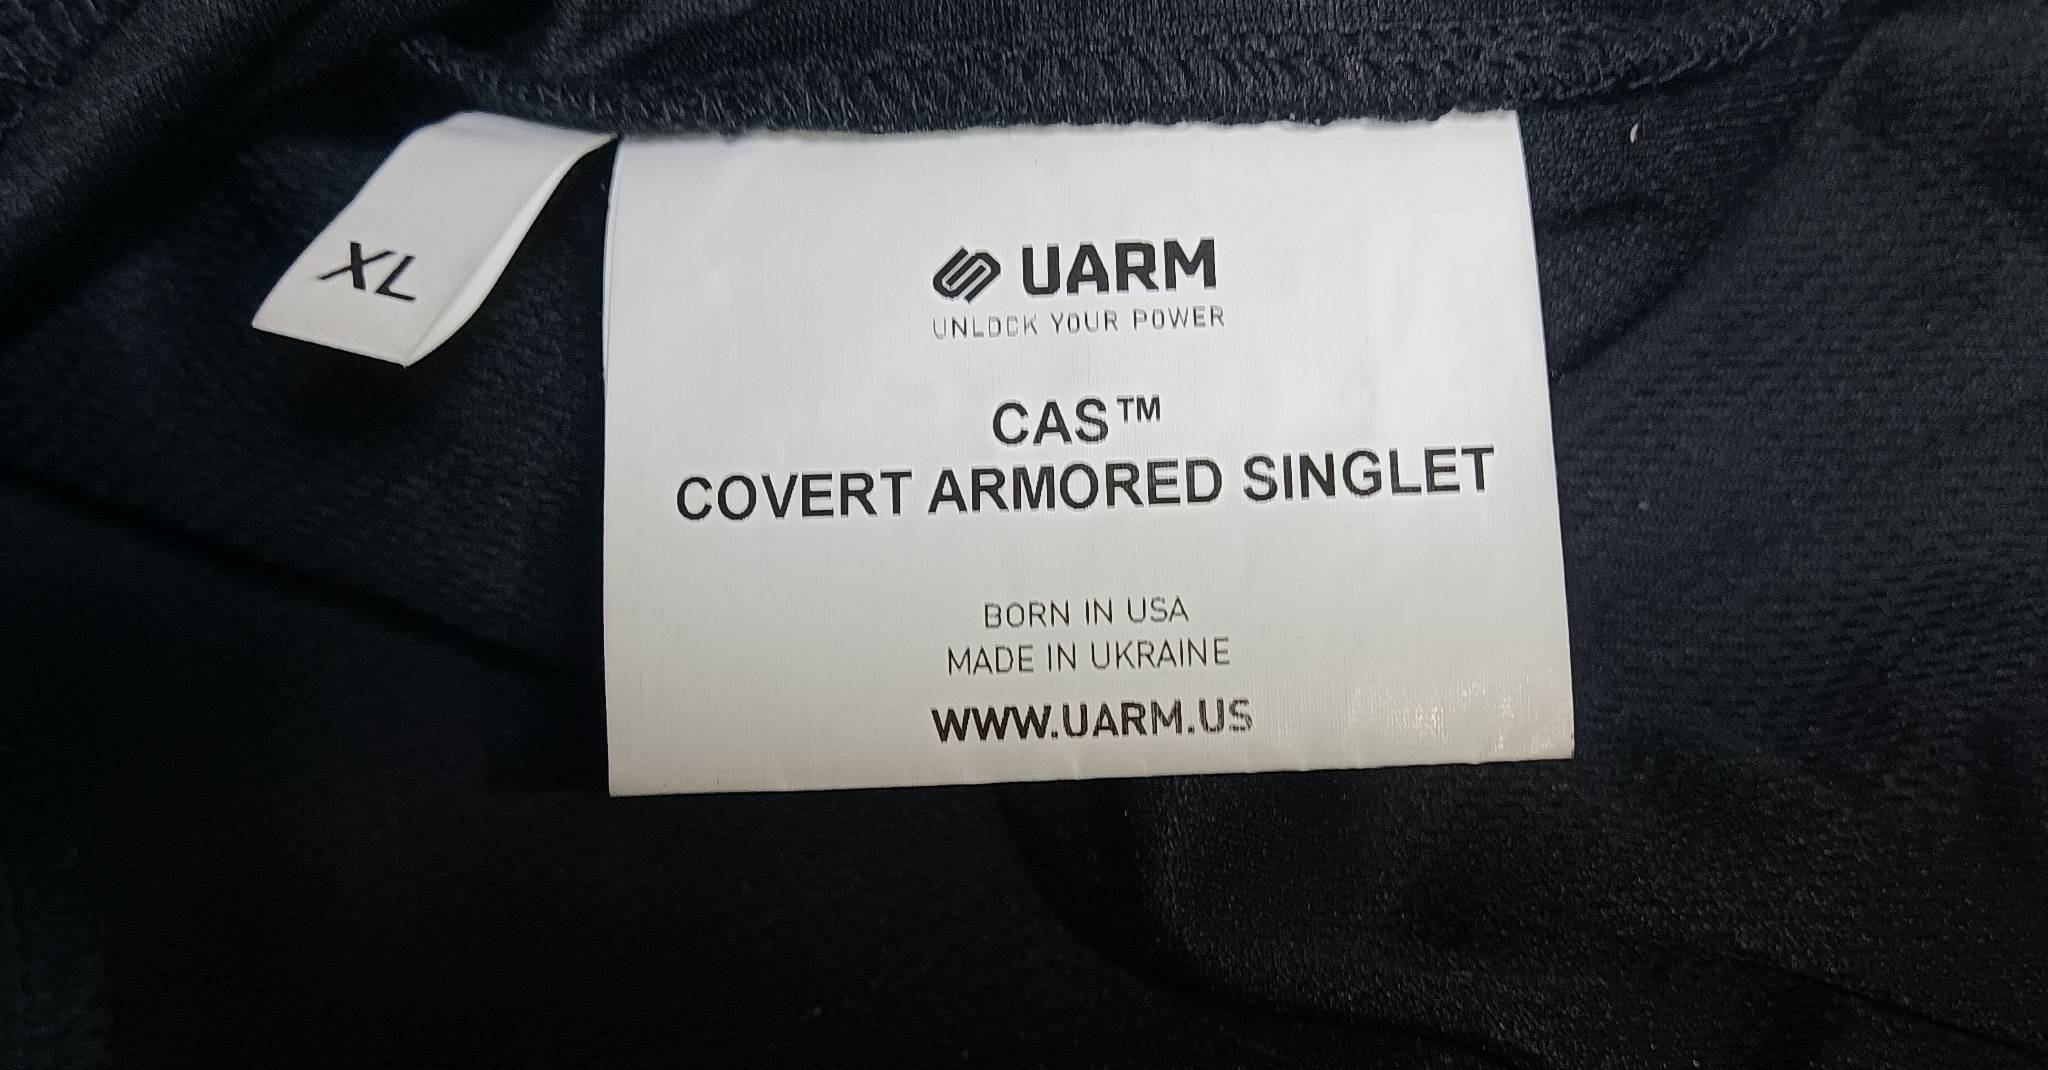 XL
UARM
UNLOCK YOUR POWER
CAS™
COVERT ARMORED SINGLET
BORN IN USA
MADE IN UKRAINE
WWW.UARM.US